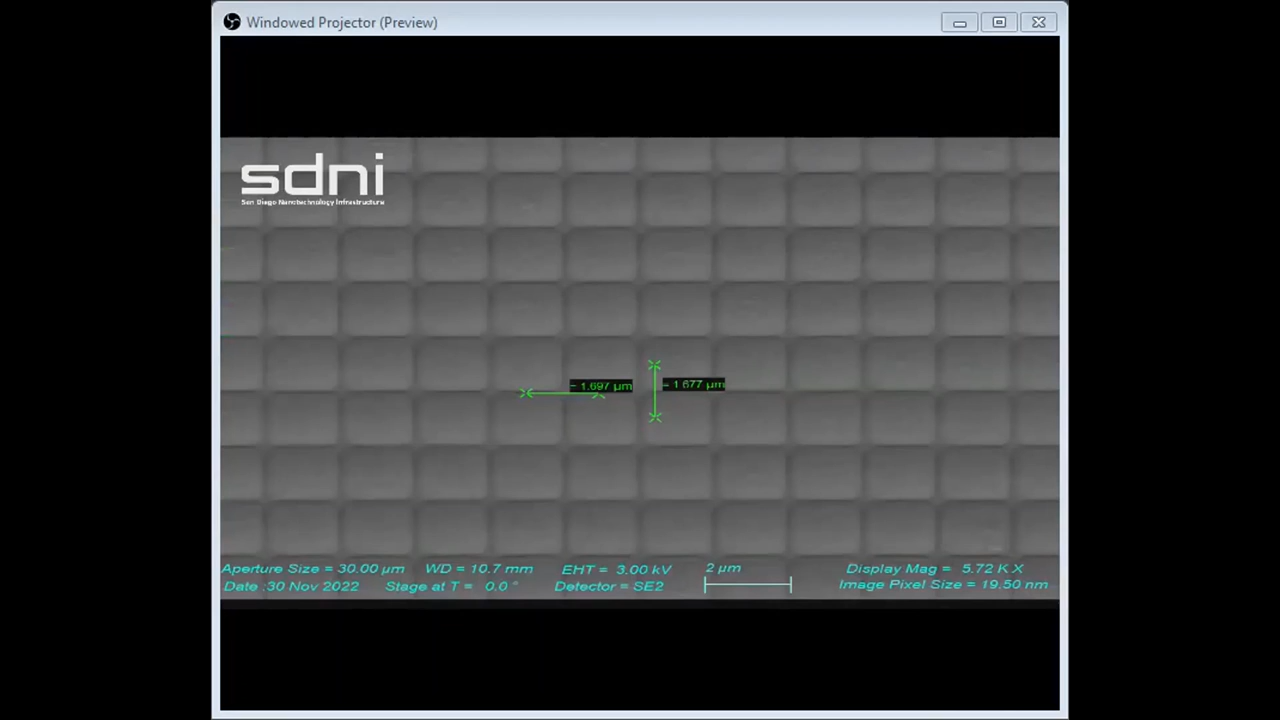 Windowed Projector (Preview)
sdni
San Diego Nanotechnology Infrastructure
= 1.697 µm
= 1.677 µm
Aperture Size = 30.00 µm WD = 10.7 mm EHT = 3.00 kV 2 µm Display Mag = 5.72 K X
Date :30 Nov 2022 Stage at T = 0.0 ° Detector = SE2 Image Pixel Size = 19.50 nm